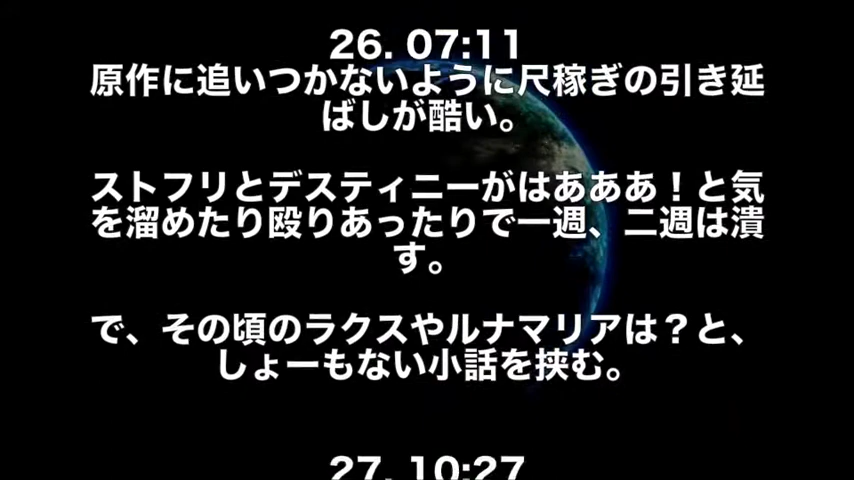 26. 07:11
原作に追いつかないように尺稼ぎの引き延
ばしが酷い。
ストフリとデスティニーがはあああ！と気
を溜めたり殴りあったりで一週、二週は潰
す。
で、その頃のラクスやルナマリアは？と、
しょーもない小話を挟む。
27. 10:27